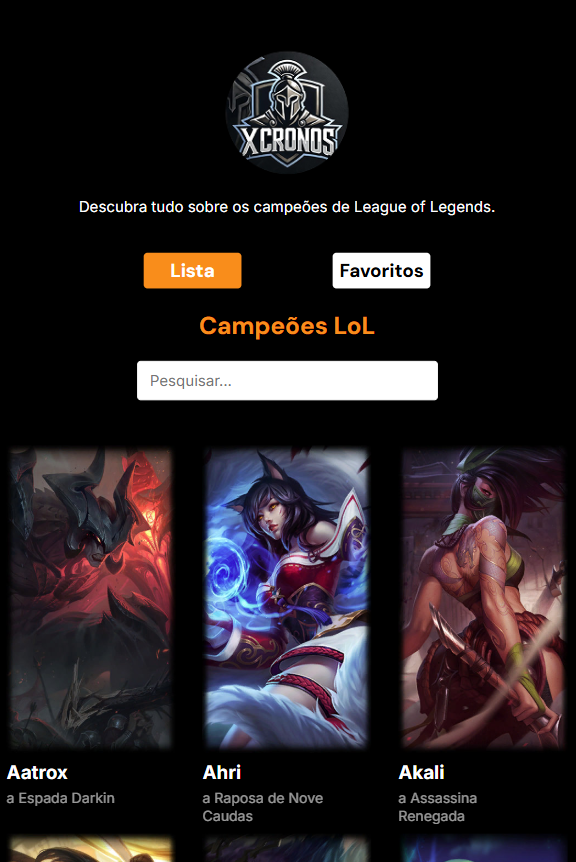 XCRONOS
Descubra tudo sobre os campeões de League of Legends.
Lista
Favoritos
Campeões LoL
Pesquisar...
Aatrox
Ahri
Akali
a Espada Darkin
a Raposa de Nove
Caudas
a Assassina
Renegada